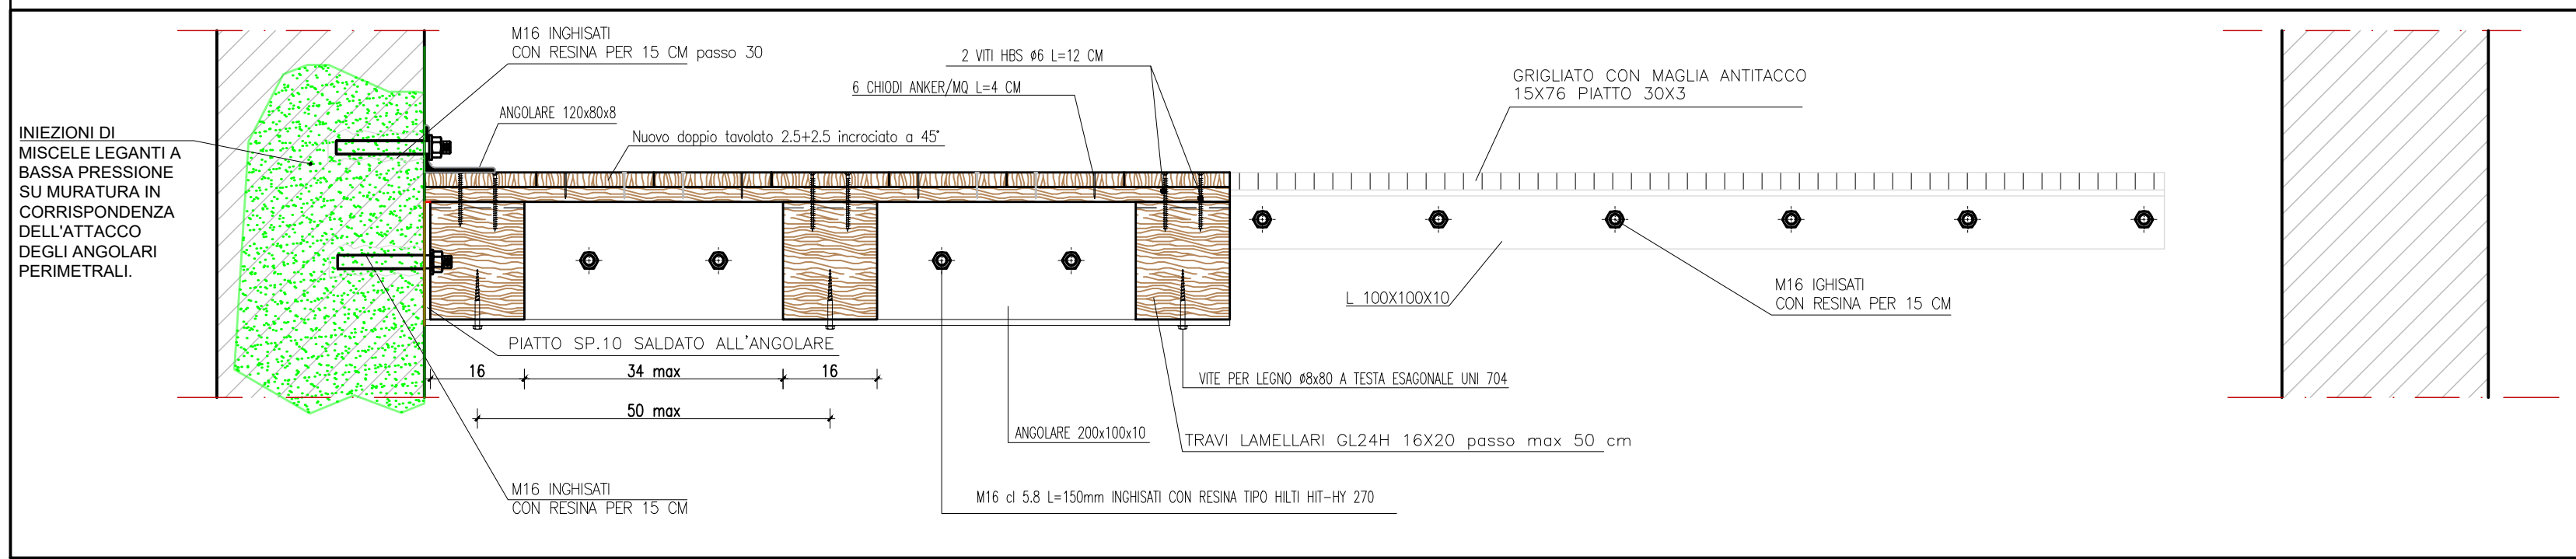 M16 INGHISATI
CON RESINA PER 15 CM passo 30
2 VITI HBS ø6 L=12 CM
6 CHIODI ANKER/MQ L=4 CM
GRIGLIATO CON MAGLIA ANTITACCO
15X76 PIATTO 30X3
ANGOLARE 120x80x8
Nuovo doppio tavolato 2.5+2.5 incrociato a 45°
INIEZIONI DI
MISCELE LEGANTI A
BASSA PRESSIONE
SU MURATURA IN
CORRISPONDENZA
DELL'ATTACCO
DEGLI ANGOLARI
PERIMETRALI.
L 100X100X10
M16 IGHISATI
CON RESINA PER 15 CM
PIATTO SP.10 SALDATO ALL'ANGOLARE
16
34 max
16
VITE PER LEGNO ø8x80 A TESTA ESAGONALE UNI 704
50 max
ANGOLARE 200x100x10
TRAVI LAMELLARI GL24H 16X20 passo max 50 cm
M16 INGHISATI
CON RESINA PER 15 CM
M16 cl 5.8 L=150mm INGHISATI CON RESINA TIPO HILTI HIT-HY 270